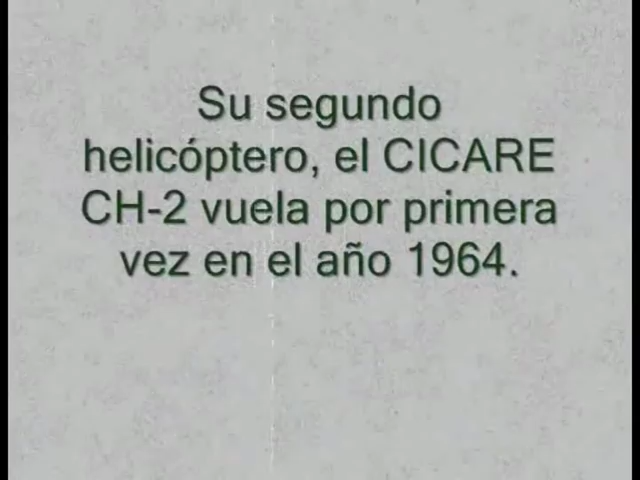 Su segundo
helicóptero, el CICARE
CH-2 vuela por primera
vez en el año 1964.